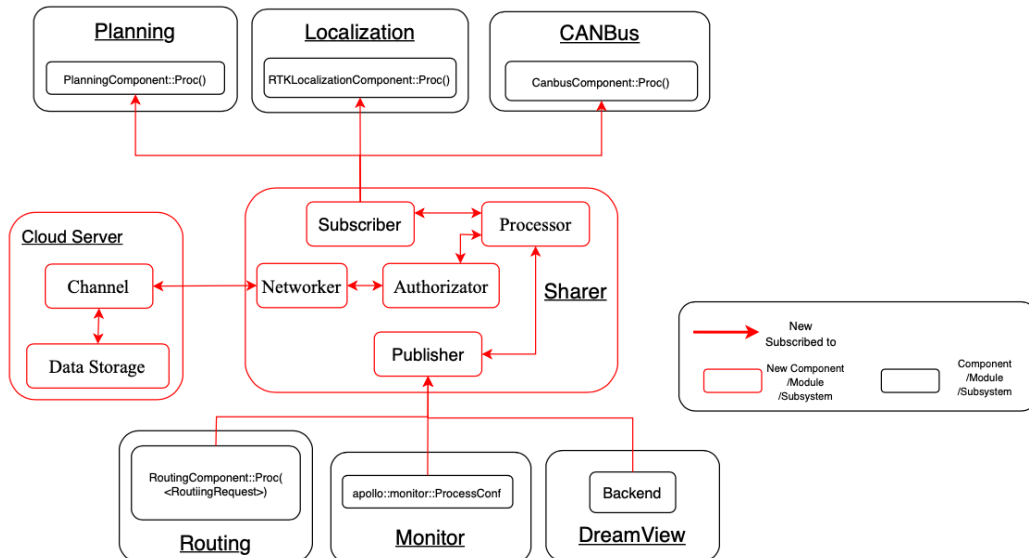 Planning
PlanningComponent::Proc()
Localization
RTKLocalizationComponent::Proc()
CANBus
CanbusComponent::Proc()
Cloud Server
Channel
Data Storage
Subscriber
Processor
Networker
Authorizator
Sharer
Publisher
New
Subscribed to
New Component
/Module
/Subsystem
Component
/Module
/Subsystem
RoutingComponent::Proc(
<RoutiingRequest>)
Routing
apollo::monitor::ProcessConf
Monitor
Backend
DreamView